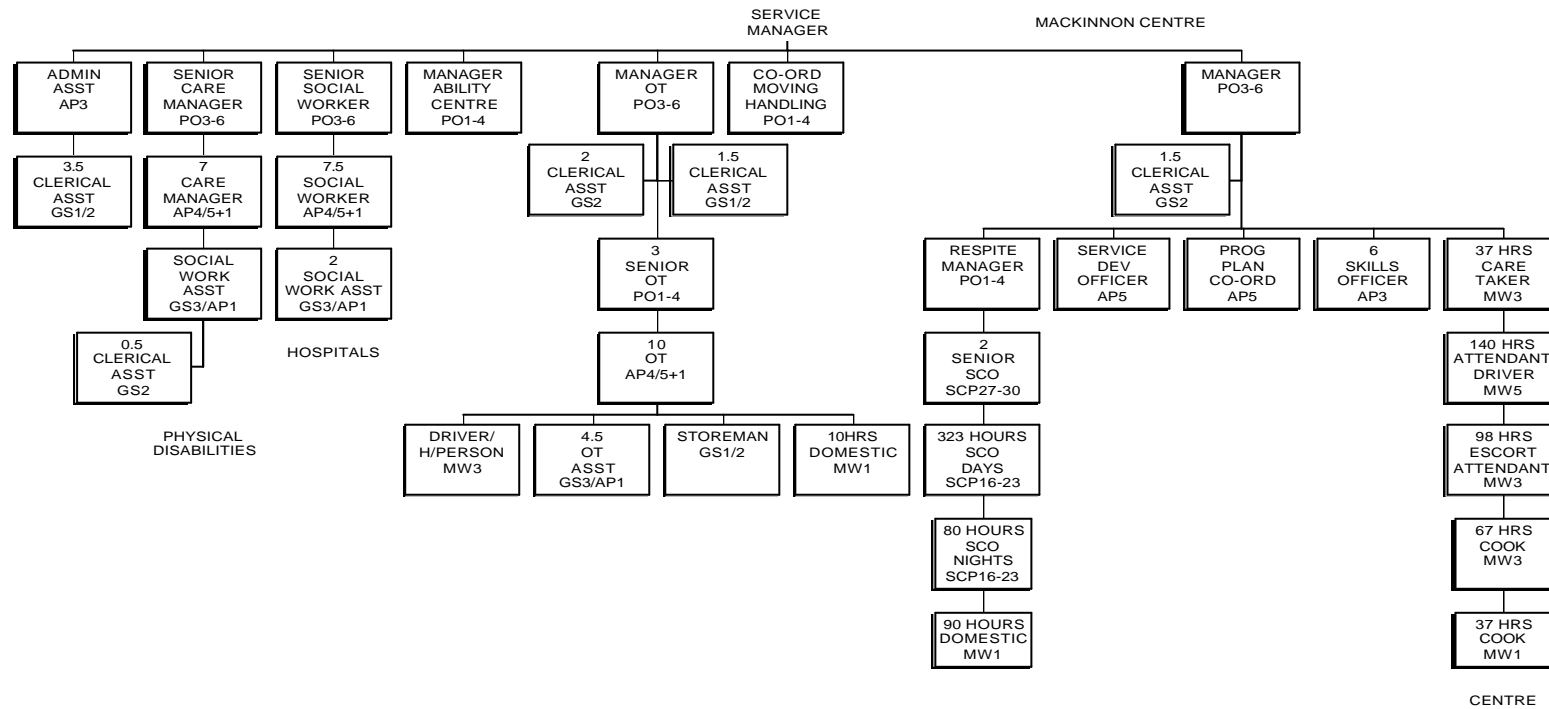 SERVICE
MANAGER
MACKINNON CENTRE
ADMIN
ASST
AP3
SENIOR
CARE
MANAGER
PO3-6
SENIOR
SOCIAL
WORKER
PO3-6
MANAGER
ABILITY
CENTRE
PO1-4
MANAGER
OT
PO3-6
CO-ORD
MOVING
HANDLING
PO1-4
MANAGER
PO3-6
3.5
CLERICAL
ASST
GS1/2
7
CARE
MANAGER
AP4/5+1
7.5
SOCIAL
WORKER
AP4/5+1
2
CLERICAL
ASST
GS2
1.5
CLERICAL
ASST
GS1/2
1.5
CLERICAL
ASST
GS2
SOCIAL
WORK
ASST
GS3/AP1
2
SOCIAL
WORK ASST
GS3/AP1
3
SENIOR
OT
PO1-4
RESPITE
MANAGER
PO1-4
SERVICE
DEV
OFFICER
AP5
PROG
PLAN
CO-ORD
AP5
6
SKILLS
OFFICER
AP3
37 HRS
CARE
TAKER
MW3
0.5
CLERICAL
ASST
GS2
HOSPITALS
10
OT
AP4/5+1
2
SENIOR
SCO
SCP27-30
140 HRS
ATTENDANT
DRIVER
MW5
PHYSICAL
DISABILITIES
DRIVER/
H/PERSON
MW3
4.5
OT
ASST
GS3/AP1
STOREMAN
GS1/2
10HRS
DOMESTIC
MW1
323 HOURS
SCO
DAYS
SCP16-23
98 HRS
ESCORT
ATTENDANT
MW3
80 HOURS
SCO
NIGHTS
SCP16-23
67 HRS
COOK
MW3
90 HOURS
DOMESTIC
MW1
37 HRS
COOK
MW1
CENTRE